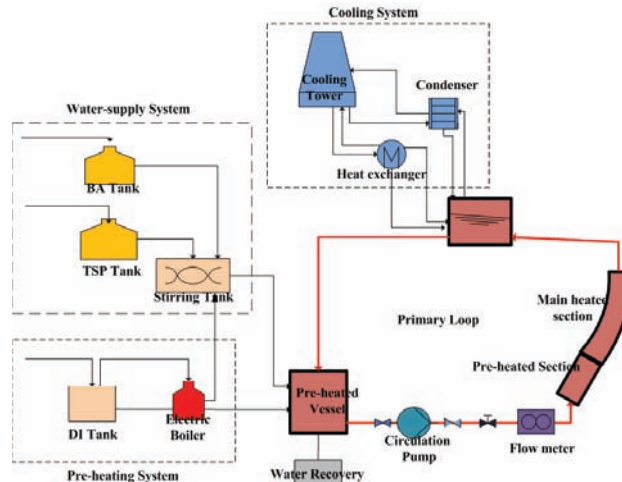 Cooling System
Cooling
Tower
Condenser
Heat exchanger
Water-supply System
BA Tank
TSP Tank
Stirring Tank
Main heated
section
Primary Loop
Pre-heated Section
Pre-heated
Vessel
DI Tank
Electric
Boiler
Circulation
Pump
Flow meter
Pre-heating System
Water Recovery